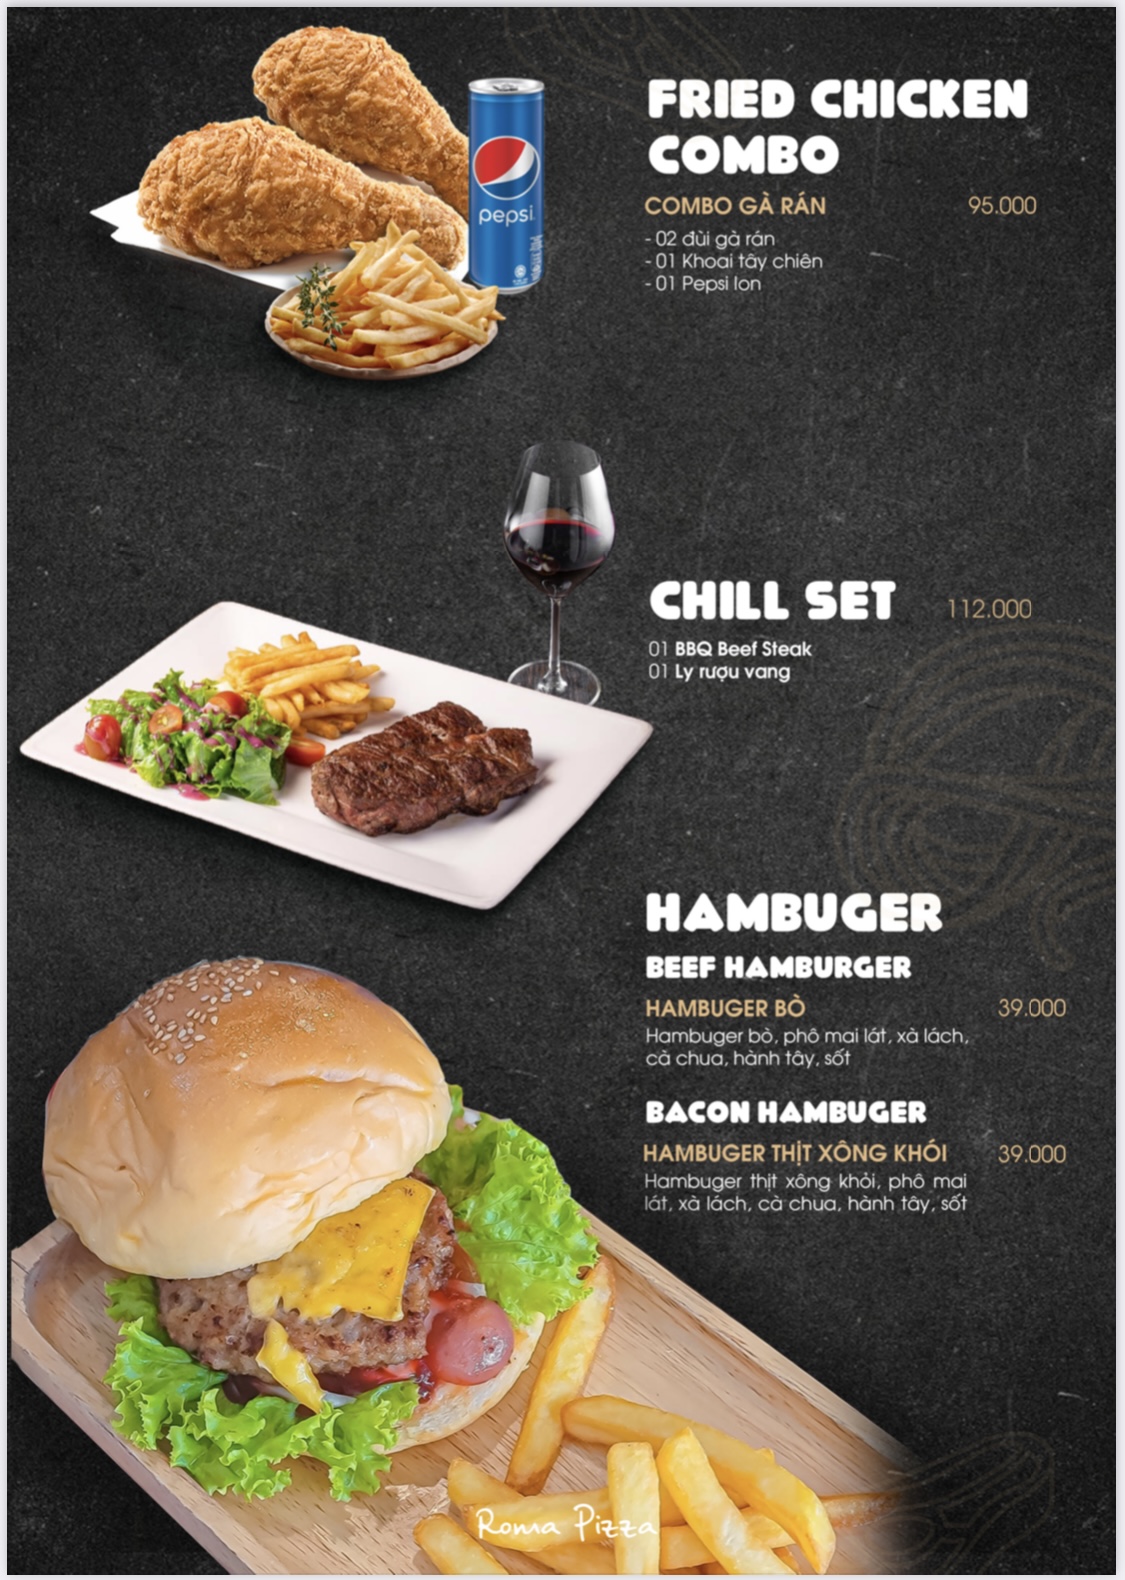 FRIED CHICKEN
COMBO
COMBO GÀ RÁN 95.000
- 02 đùi gà rán
- 01 Khoai tây chiên
- 01 Pepsi lon
pepsi
CHILL SET 112.000
01 BBQ Beef Steak
01 Ly rượu vang
HAMBUGER
BEEF HAMBURGER
HAMBUGER BÒ 39.000
Hambuger bò, phô mai lát, xà lách,
cà chua, hành tây, sốt
BACON HAMBUGER
HAMBUGER THỊT XÔNG KHÓI 39.000
Hambuger thịt xông khỏi, phô mai
lát, xà lách, cà chua, hành tây, sốt
Roma Pizza